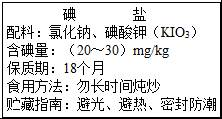 碘 盐
配料：氯化钠、碘酸钾（KIO₃）
含碘量：（20～30）mg/kg
保质期：18个月
食用方法：勿长时间炖炒
贮藏指南：避光、避热、密封防潮